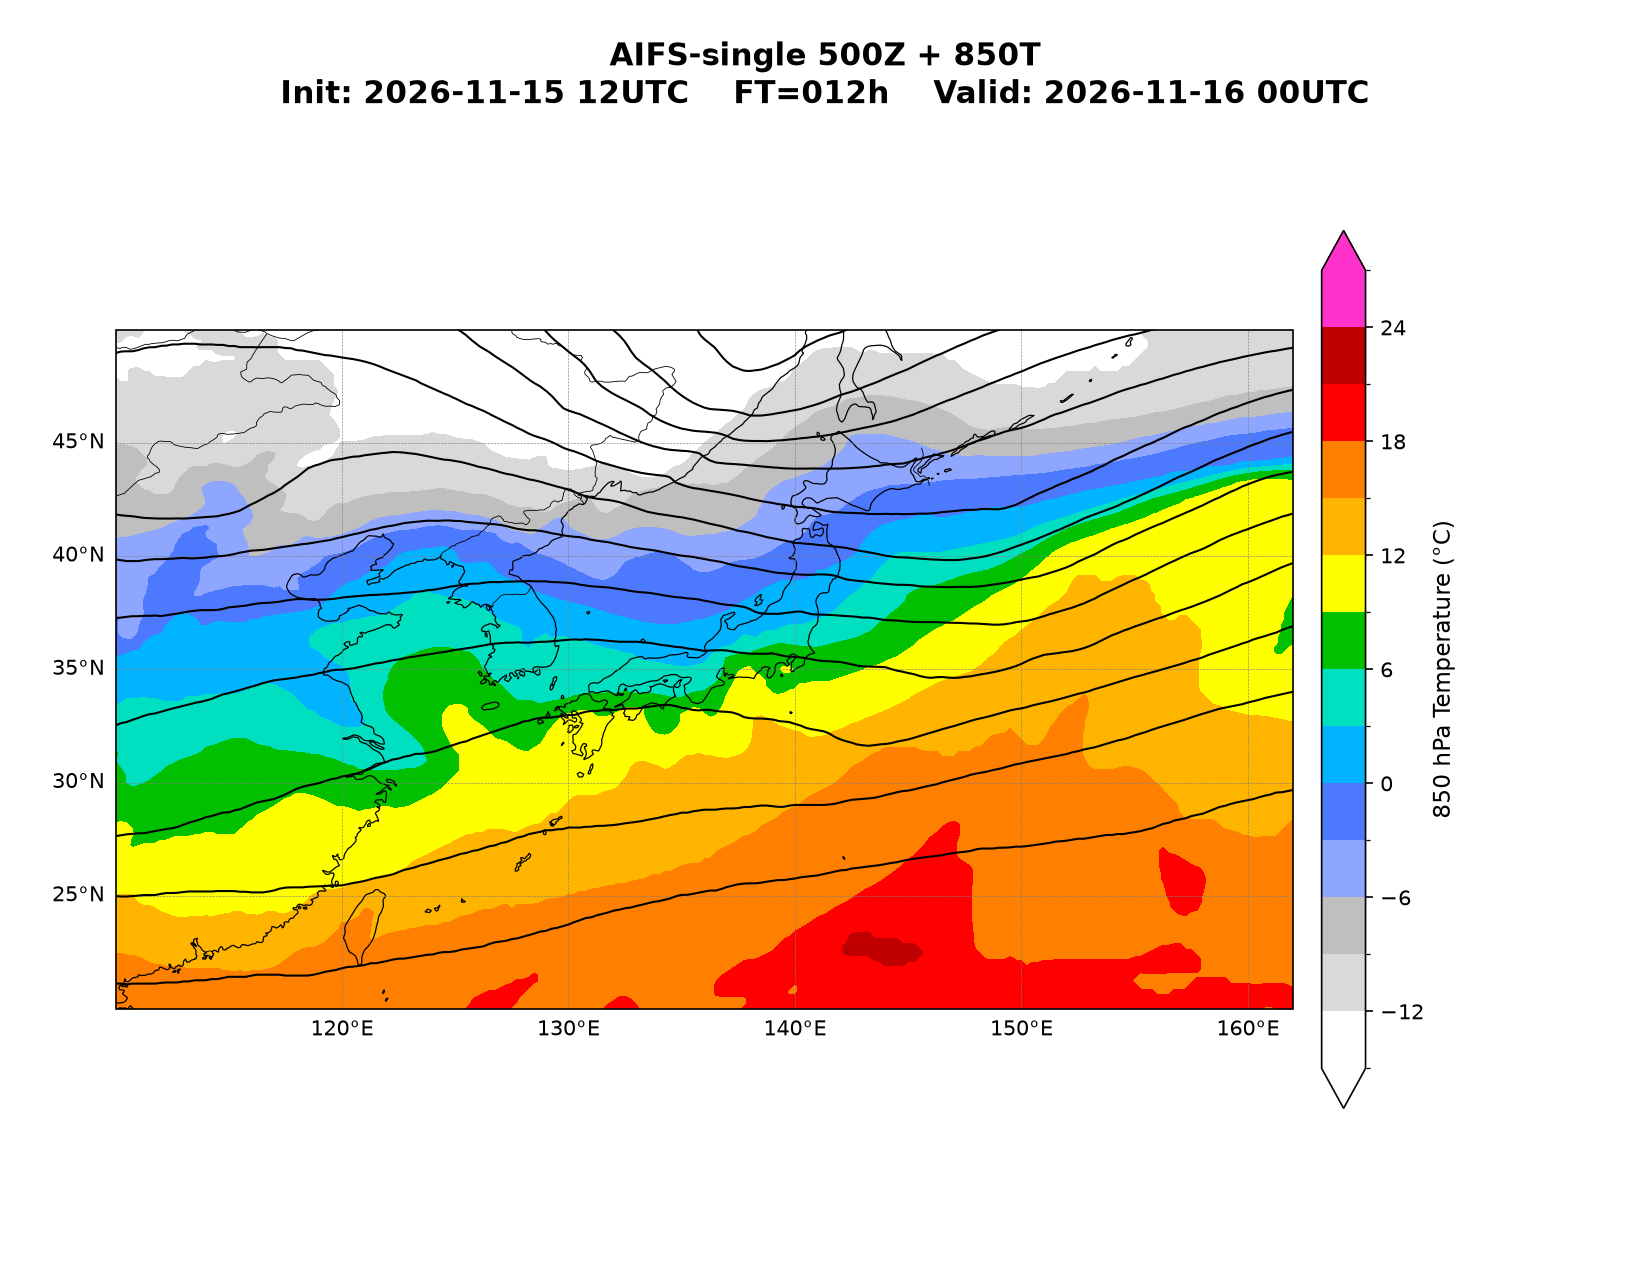 AIFS-single 500Z + 850T
Init: 2026-11-15 12UTC    FT=012h    Valid: 2026-11-16 00UTC
45°N
40°N
35°N
30°N
25°N
120°E
130°E
140°E
150°E
160°E
24
18
12
6
0
−6
−12
850 hPa Temperature (°C)